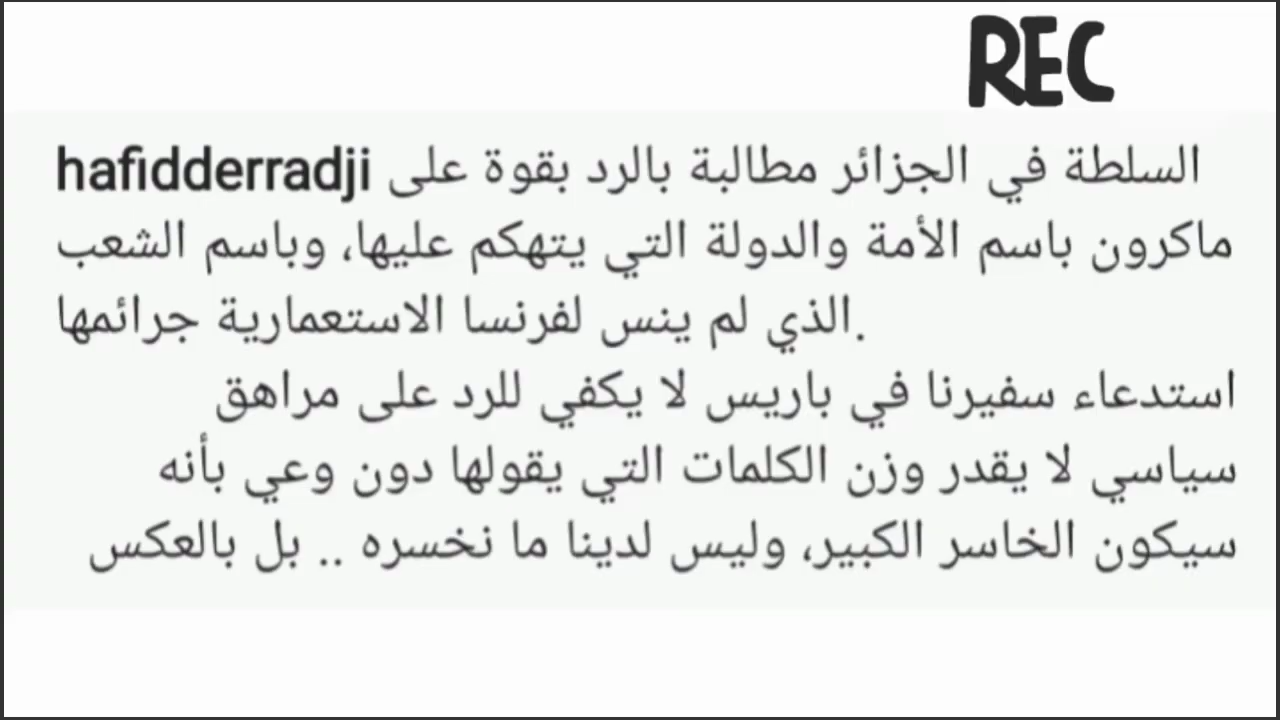 REC
hafidderradji السلطة في الجزائر مطالبة بالرد بقوة على
ماكرون باسم الأمة والدولة التي يتهكم عليها، وباسم الشعب
الذي لم ينس لفرنسا الاستعمارية جرائمها.
استدعاء سفيرنا في باريس لا يكفي للرد على مراهق
سياسي لا يقدر وزن الكلمات التي يقولها دون وعي بأنه
سيكون الخاسر الكبير، وليس لدينا ما نخسره .. بل بالعكس